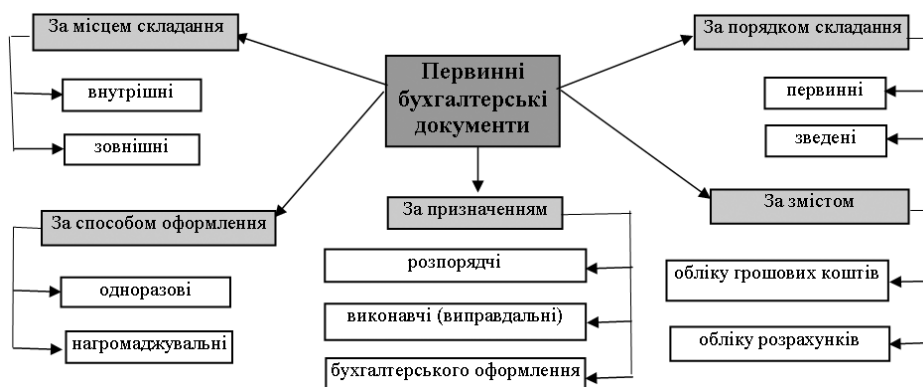 За місцем складання
внутрішні
зовнішні
За порядком складання
первинні
зведені
Первинні
бухгалтерські
документи
За способом оформлення
одноразові
нагромаджувальні
За призначенням
розпорядчі
виконавчі (виправдальні)
бухгалтерського оформлення
За змістом
обліку грошових коштів
обліку розрахунків